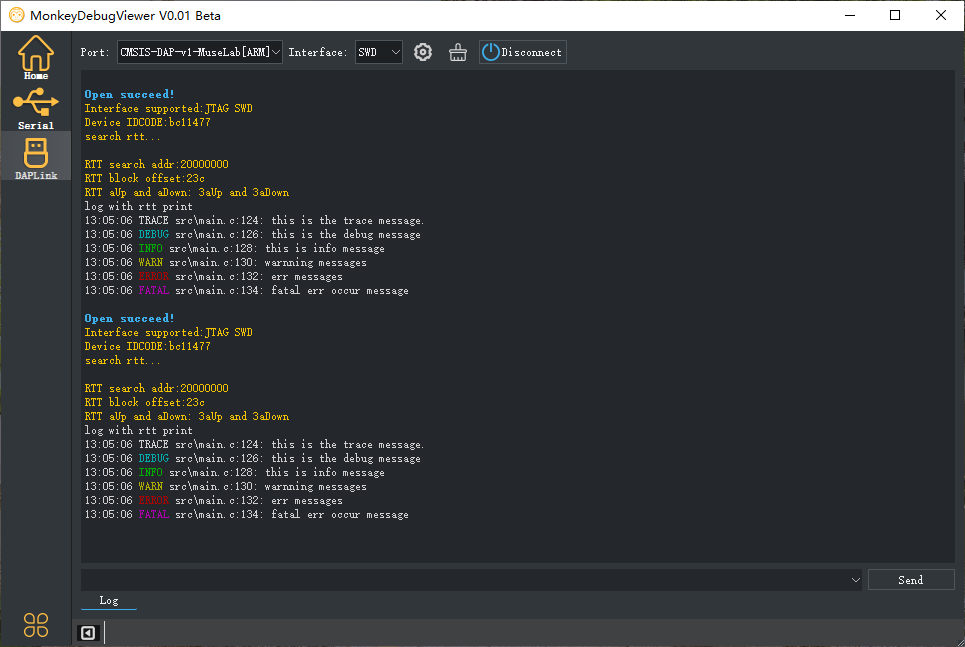 MonkeyDebugViewer V0.01 Beta
Home
Serial
DAPLink
Port: CMSIS-DAP-v1-MuseLab[ARM] Interface: SWD Disconnect
Open succeed!
Interface supported:JTAG SWD
Device IDCODE:bc11477
search rtt...
RTT search addr:20000000
RTT block offset:23c
RTT aUp and aDown: 3aUp and 3aDown
log with rtt print
13:05:06 TRACE src\main.c:124: this is the trace message.
13:05:06 DEBUG src\main.c:126: this is the debug message
13:05:06 INFO src\main.c:128: this is info message
13:05:06 WARN src\main.c:130: warnning messages
13:05:06 ERROR src\main.c:132: err messages
13:05:06 FATAL src\main.c:134: fatal err occur message
Open succeed!
Interface supported:JTAG SWD
Device IDCODE:bc11477
search rtt...
RTT search addr:20000000
RTT block offset:23c
RTT aUp and aDown: 3aUp and 3aDown
log with rtt print
13:05:06 TRACE src\main.c:124: this is the trace message.
13:05:06 DEBUG src\main.c:126: this is the debug message
13:05:06 INFO src\main.c:128: this is info message
13:05:06 WARN src\main.c:130: warnning messages
13:05:06 ERROR src\main.c:132: err messages
13:05:06 FATAL src\main.c:134: fatal err occur message
Send
Log